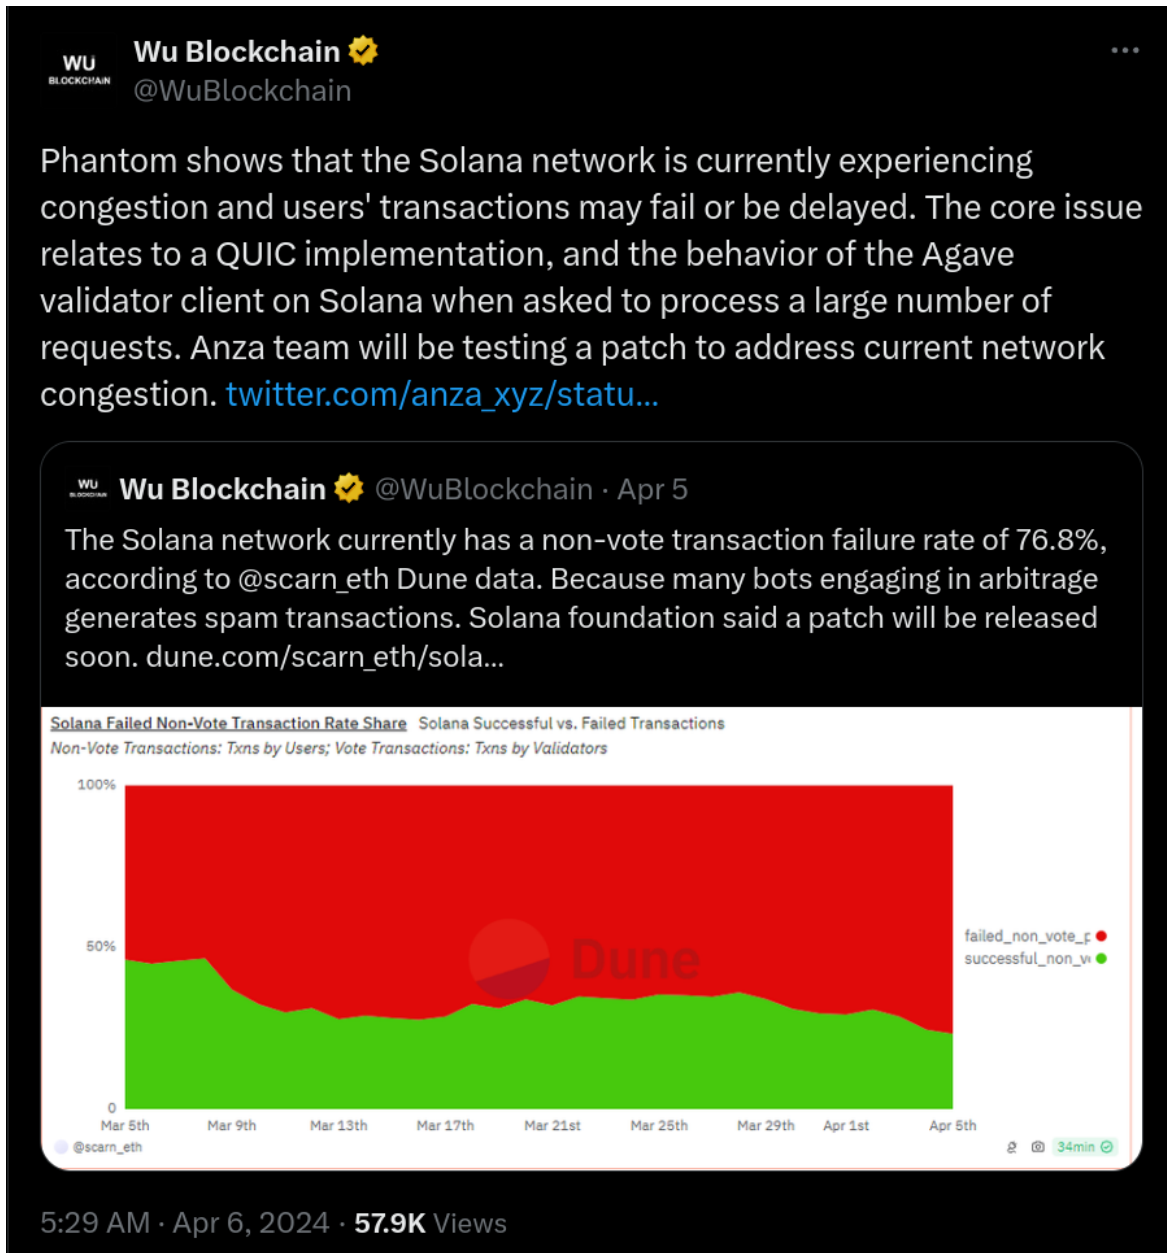 WU
BLOCKCHAIN
Wu Blockchain
@WuBlockchain
Phantom shows that the Solana network is currently experiencing
congestion and users' transactions may fail or be delayed. The core issue
relates to a QUIC implementation, and the behavior of the Agave
validator client on Solana when asked to process a large number of
requests. Anza team will be testing a patch to address current network
congestion. twitter.com/anza_xyz/statu...
WU
BLOCKCHAIN
Wu Blockchain @WuBlockchain · Apr 5
The Solana network currently has a non-vote transaction failure rate of 76.8%,
according to @scarn_eth Dune data. Because many bots engaging in arbitrage
generates spam transactions. Solana foundation said a patch will be released
soon. dune.com/scarn_eth/sola...
Solana Failed Non-Vote Transaction Rate Share Solana Successful vs. Failed Transactions
Non-Vote Transactions: Txns by Users; Vote Transactions: Txns by Validators
100%
50%
0
Dune
failed_non_vote_p
successful_non_v
Mar 5th Mar 9th Mar 13th Mar 17th Mar 21st Mar 25th Mar 29th Apr 1st Apr 5th
@scarn_eth
34min
5:29 AM · Apr 6, 2024 · 57.9K Views